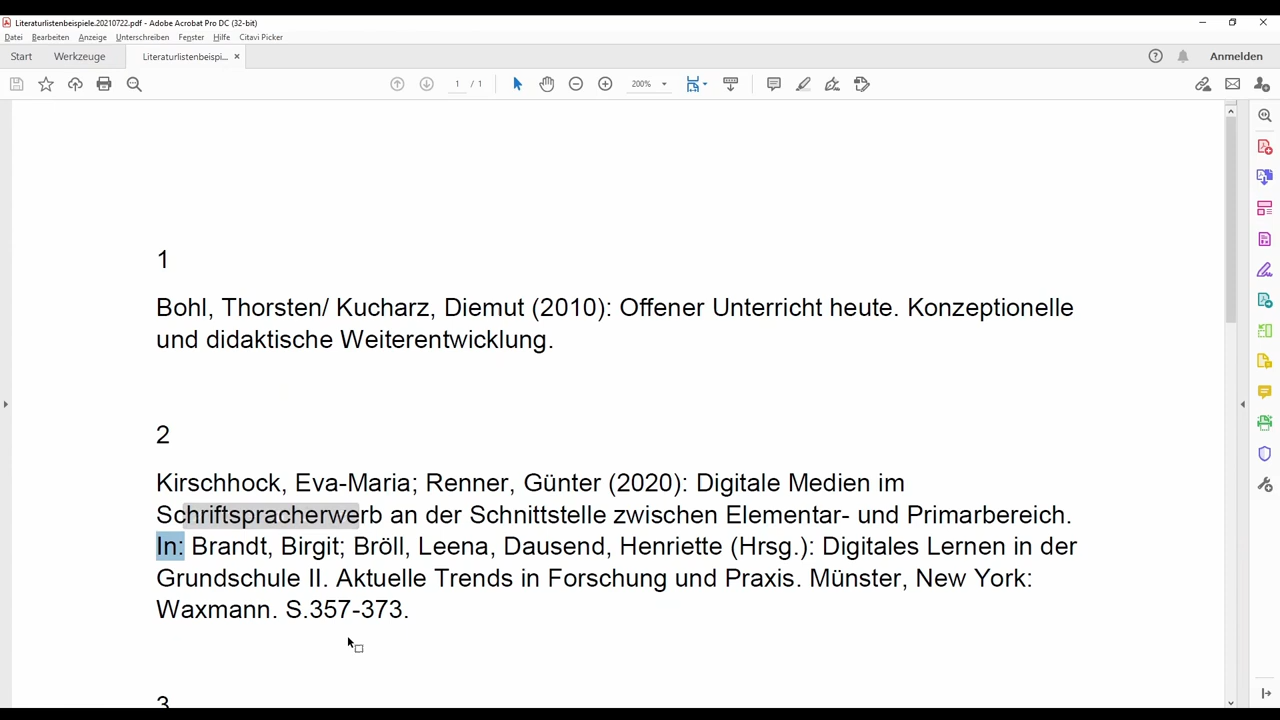 Literaturlistenbeispiele.20210722.pdf - Adobe Acrobat Pro DC (32-bit)
Datei Bearbeiten Anzeige Unterschreiben Fenster Hilfe Citavi Picker
Start Werkzeuge Literaturlistenbeispi... × Anmelden
1 / 1 200%
1
Bohl, Thorsten/ Kucharz, Diemut (2010): Offener Unterricht heute. Konzeptionelle
und didaktische Weiterentwicklung.
2
Kirschhock, Eva-Maria; Renner, Günter (2020): Digitale Medien im
Schriftspracherwerb an der Schnittstelle zwischen Elementar- und Primarbereich.
In: Brandt, Birgit; Bröll, Leena, Dausend, Henriette (Hrsg.): Digitales Lernen in der
Grundschule II. Aktuelle Trends in Forschung und Praxis. Münster, New York:
Waxmann. S.357-373.
3